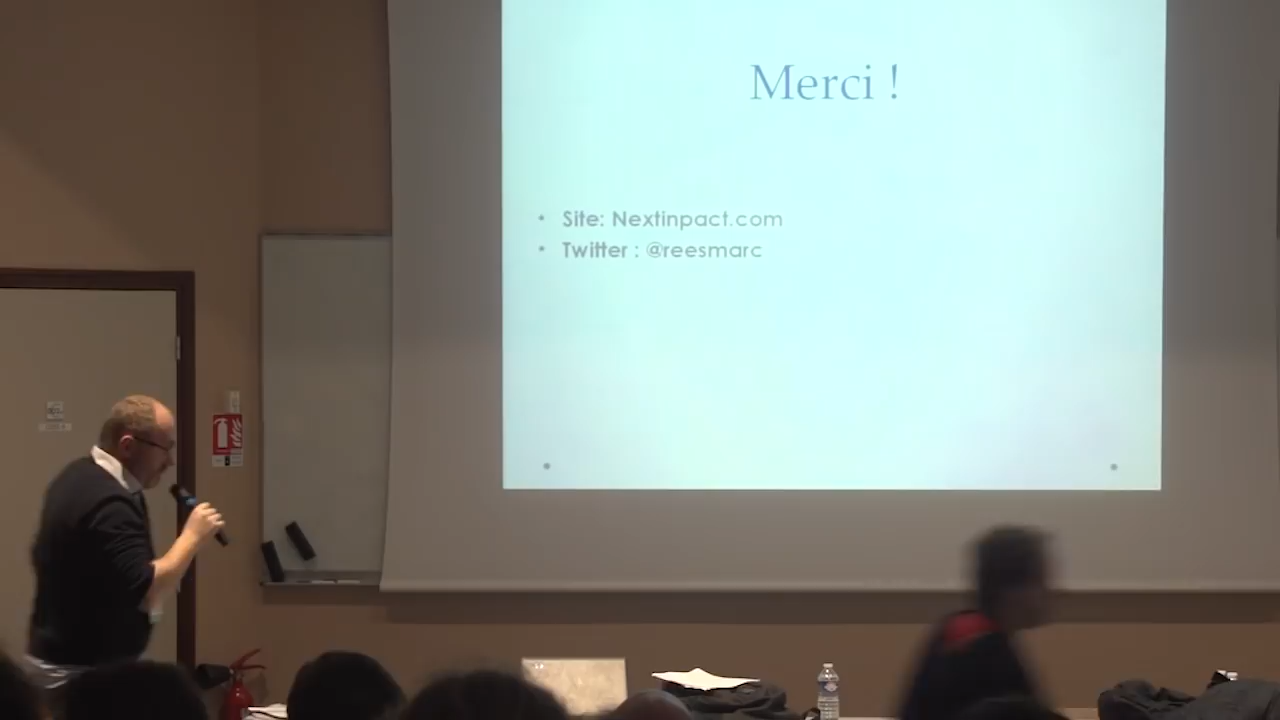 Merci !
• Site: Nextinpact.com
• Twitter : @reesmarc